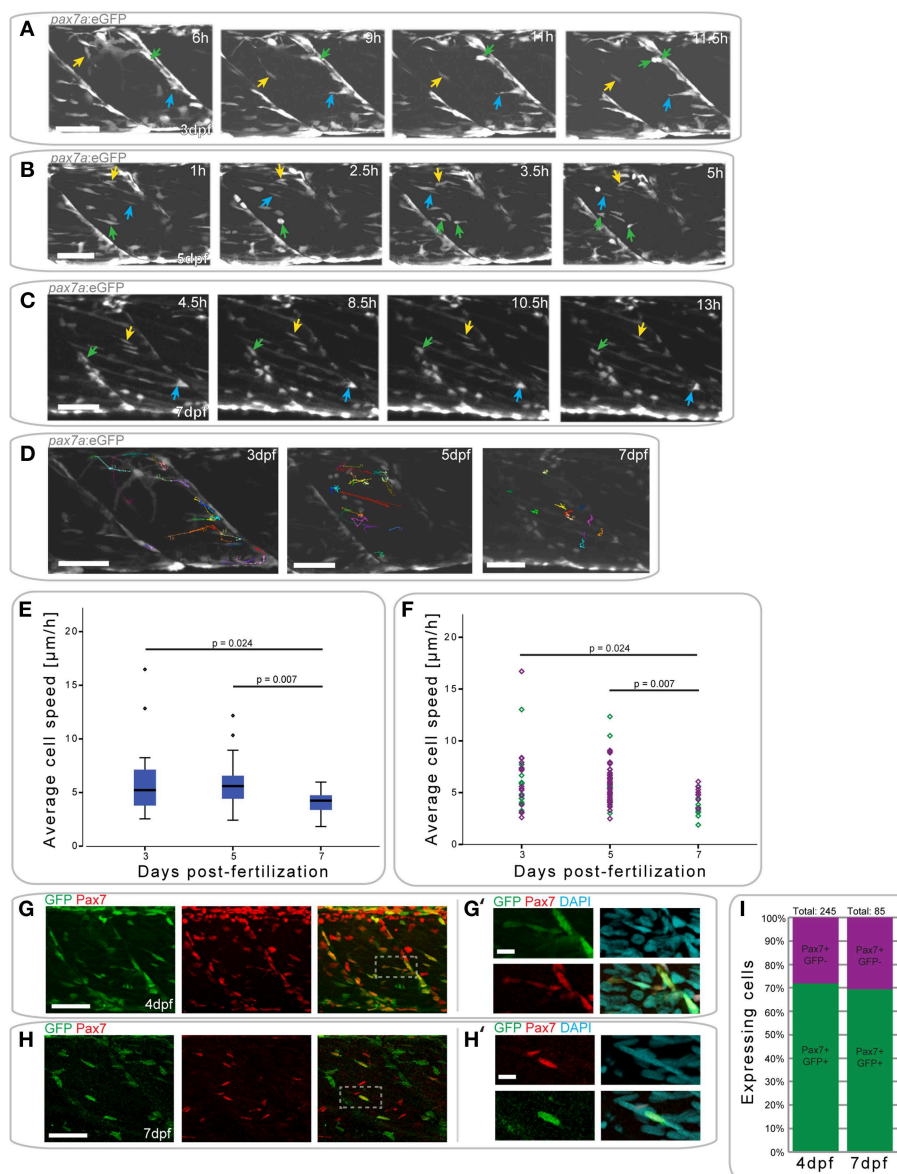 pax7a:eGFP
A
6h
9h
11h
11.5h
3dpf
pax7a:eGFP
B
1h
2.5h
3.5h
5h
5dpf
pax7a:eGFP
C
4.5h
8.5h
10.5h
13h
7dpf
pax7a:eGFP
D
3dpf
5dpf
7dpf
E
Average cell speed [µm/h]
20
15
10
5
0
p = 0.024
p = 0.007
3
5
7
Days post-fertilization
F
Average cell speed [µm/h]
20
15
10
5
0
p = 0.024
p = 0.007
3
5
7
Days post-fertilization
G
GFP Pax7
4dpf
G'
GFP Pax7 DAPI
H
GFP Pax7
7dpf
H'
GFP Pax7 DAPI
I
Total: 245
Total: 85
Expressing cells
100%
90%
80%
70%
60%
50%
40%
30%
20%
10%
0%
Pax7+
GFP-
Pax7+
GFP-
Pax7+
GFP+
Pax7+
GFP+
4dpf
7dpf